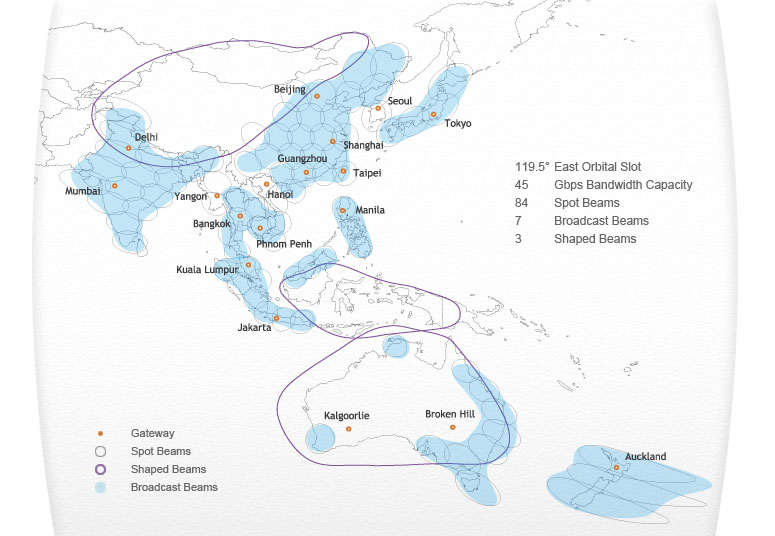 Beijing
Seoul
Tokyo
Delhi
Shanghai
Guangzhou
Taipei
Mumbai
Yangon
Hanoi
Bangkok
Manila
Phnom Penh
Kuala Lumpur
Jakarta
119.5° East Orbital Slot
45 Gbps Bandwidth Capacity
84 Spot Beams
7 Broadcast Beams
3 Shaped Beams
Kalgoorlie
Broken Hill
Auckland
Gateway
Spot Beams
Shaped Beams
Broadcast Beams